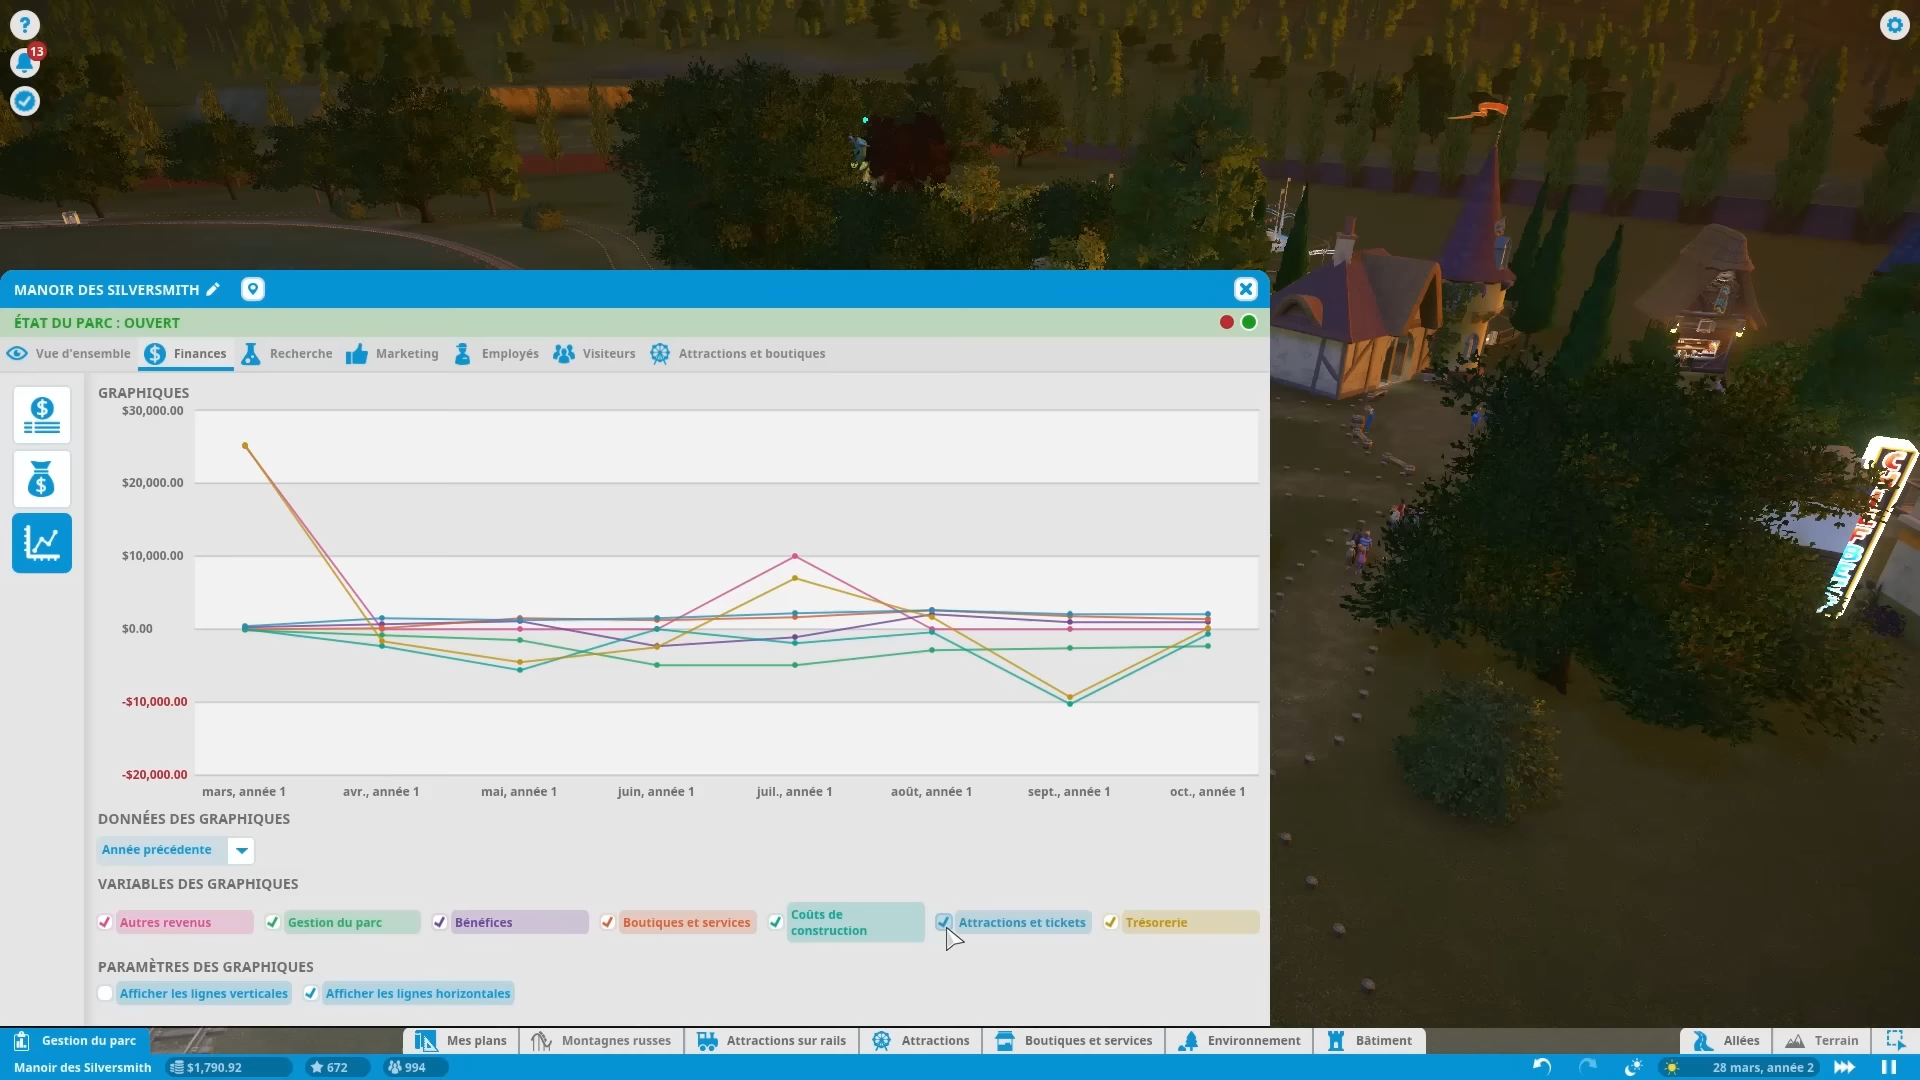 13
MANOIR DES SILVERSMITH
ÉTAT DU PARC : OUVERT
Vue d'ensemble
Finances
Recherche
Marketing
Employés
Visiteurs
Attractions et boutiques
GRAPHIQUES
$30,000.00
$20,000.00
$10,000.00
$0.00
-$10,000.00
-$20,000.00
mars, année 1
avr., année 1
mai, année 1
juin, année 1
juil., année 1
août, année 1
sept., année 1
oct., année 1
DONNÉES DES GRAPHIQUES
Année précédente
VARIABLES DES GRAPHIQUES
Autres revenus
Gestion du parc
Bénéfices
Boutiques et services
Coûts de
construction
Attractions et tickets
Trésorerie
PARAMÈTRES DES GRAPHIQUES
Afficher les lignes verticales
Afficher les lignes horizontales
Gestion du parc
Mes plans
Montagnes russes
Attractions sur rails
Attractions
Boutiques et services
Environnement
Bâtiment
Allées
Terrain
Manoir des Silversmith
$1,790.92
672
994
28 mars, année 2